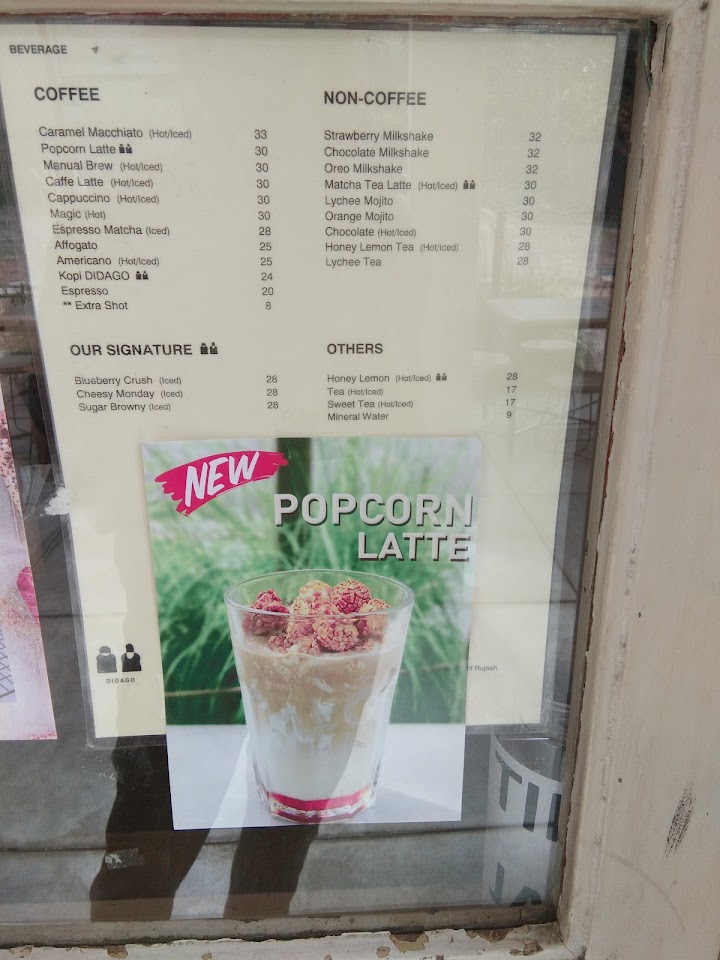 BEVERAGE
COFFEE
Caramel Macchiato (Hot/Iced) 33
Popcorn Latte 30
Manual Brew (Hot/Iced) 30
Caffe Latte (Hot/Iced) 30
Cappuccino (Hot/Iced) 30
Magic (Hot) 30
Espresso Matcha (Iced) 28
Affogato 25
Americano (Hot/Iced) 25
Kopi DIDAGO 24
Espresso 20
** Extra Shot 6
NON-COFFEE
Strawberry Milkshake 32
Chocolate Milkshake 32
Oreo Milkshake 32
Matcha Tea Latte (Hot/Iced) 30
Lychee Mojito 30
Orange Mojito 30
Chocolate (Hot/Iced) 30
Honey Lemon Tea (Hot/Iced) 28
Lychee Tea 28
OUR SIGNATURE
Blueberry Crush (Iced) 28
Cheesy Monday (Iced) 28
Sugar Browny (Iced) 28
OTHERS
Honey Lemon (Hot/Iced) 28
Tea (Hot/Iced) 17
Sweet Tea (Hot/Iced) 17
Mineral Water 9
NEW
POPCORN
LATTE
DIDAGO
of Rupiah